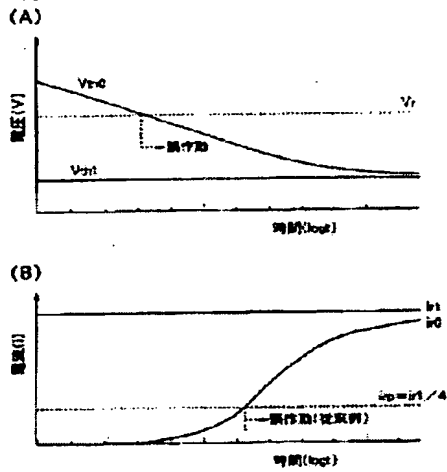 (A)
電圧[V]
Vth0
Vr
誤作動
Vth1
時間(logt)
(B)
電流[I]
ir1
ir0
irp=ir1/4
誤作動(従来例)
時間(logt)